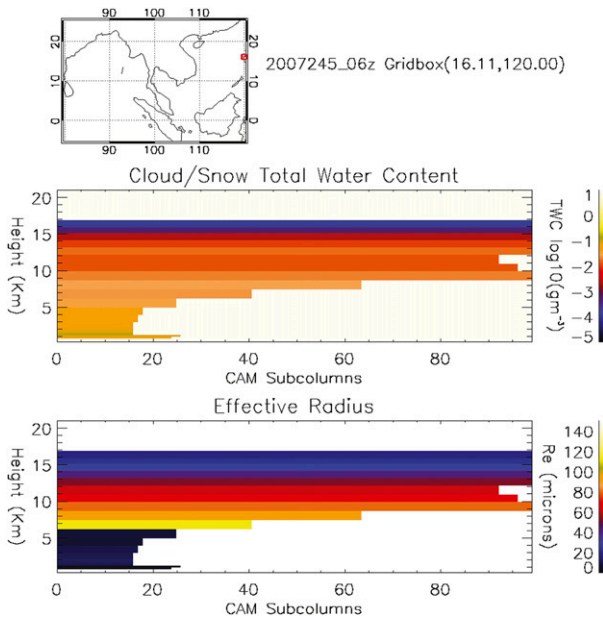 90 100 110
20 20
10 10
0 0
90 100 110
2007245_06z Gridbox(16.11,120.00)
Cloud/Snow Total Water Content
20
15
10
5
Height (Km)
0 20 40 60 80
CAM Subcolumns
1
0
-1
-2
-3
-4
-5
TWC log10(gm⁻³)
Effective Radius
20
15
10
5
Height (Km)
0 20 40 60 80
CAM Subcolumns
140
120
100
80
60
40
20
0
Re (microns)